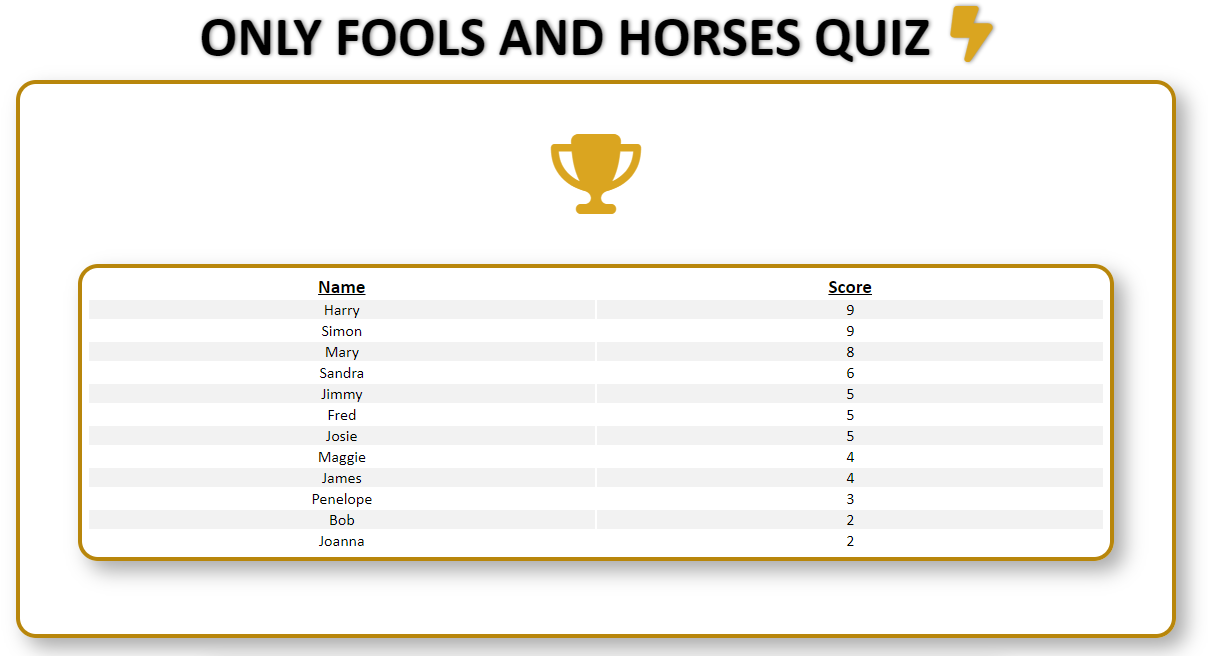 ONLY FOOLS AND HORSES QUIZ
Name Score
Harry 9
Simon 9
Mary 8
Sandra 6
Jimmy 5
Fred 5
Josie 5
Maggie 4
James 4
Penelope 3
Bob 2
Joanna 2